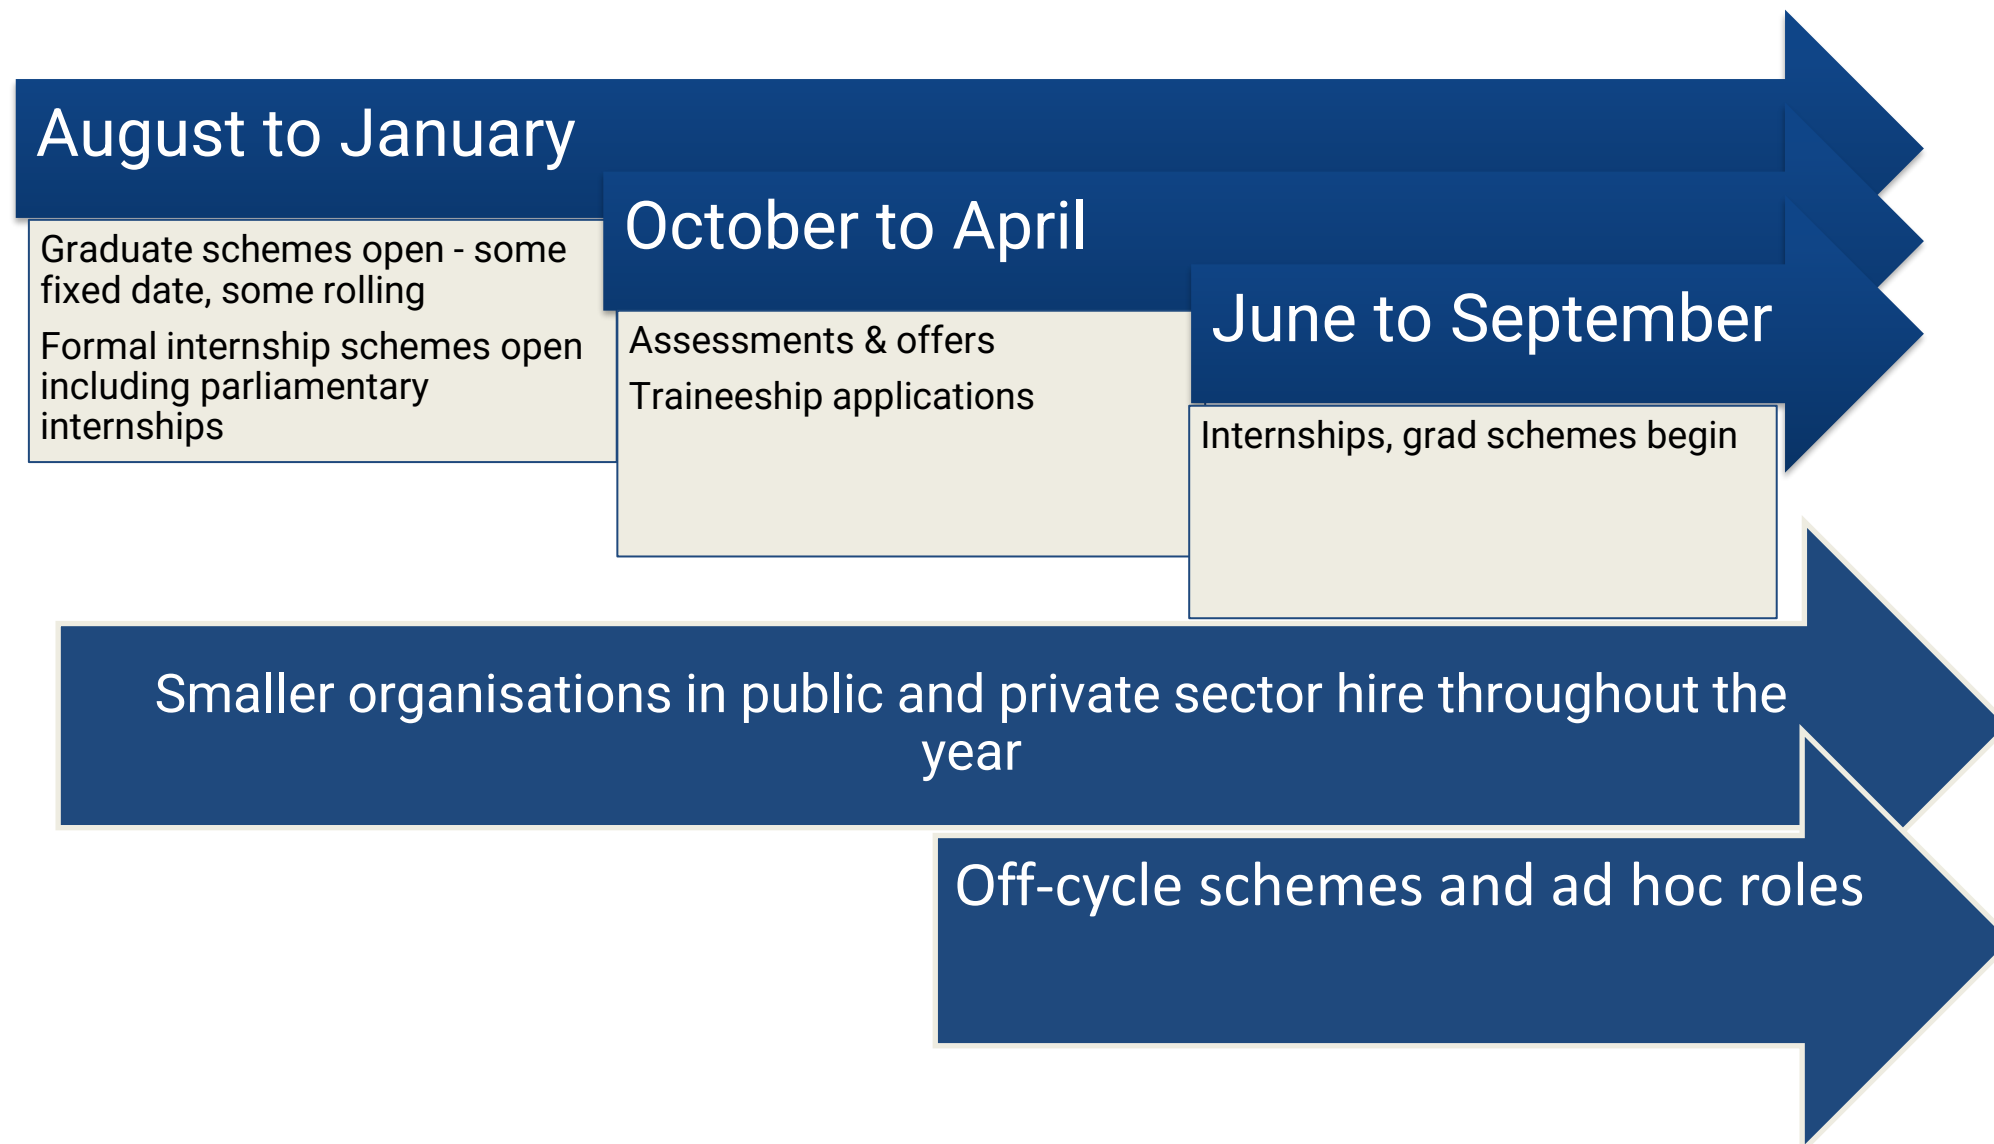 August to January
Graduate schemes open - some
fixed date, some rolling
Formal internship schemes open
including parliamentary
internships
October to April
Assessments & offers
Traineeship applications
June to September
Internships, grad schemes begin
Smaller organisations in public and private sector hire throughout the
year
Off-cycle schemes and ad hoc roles